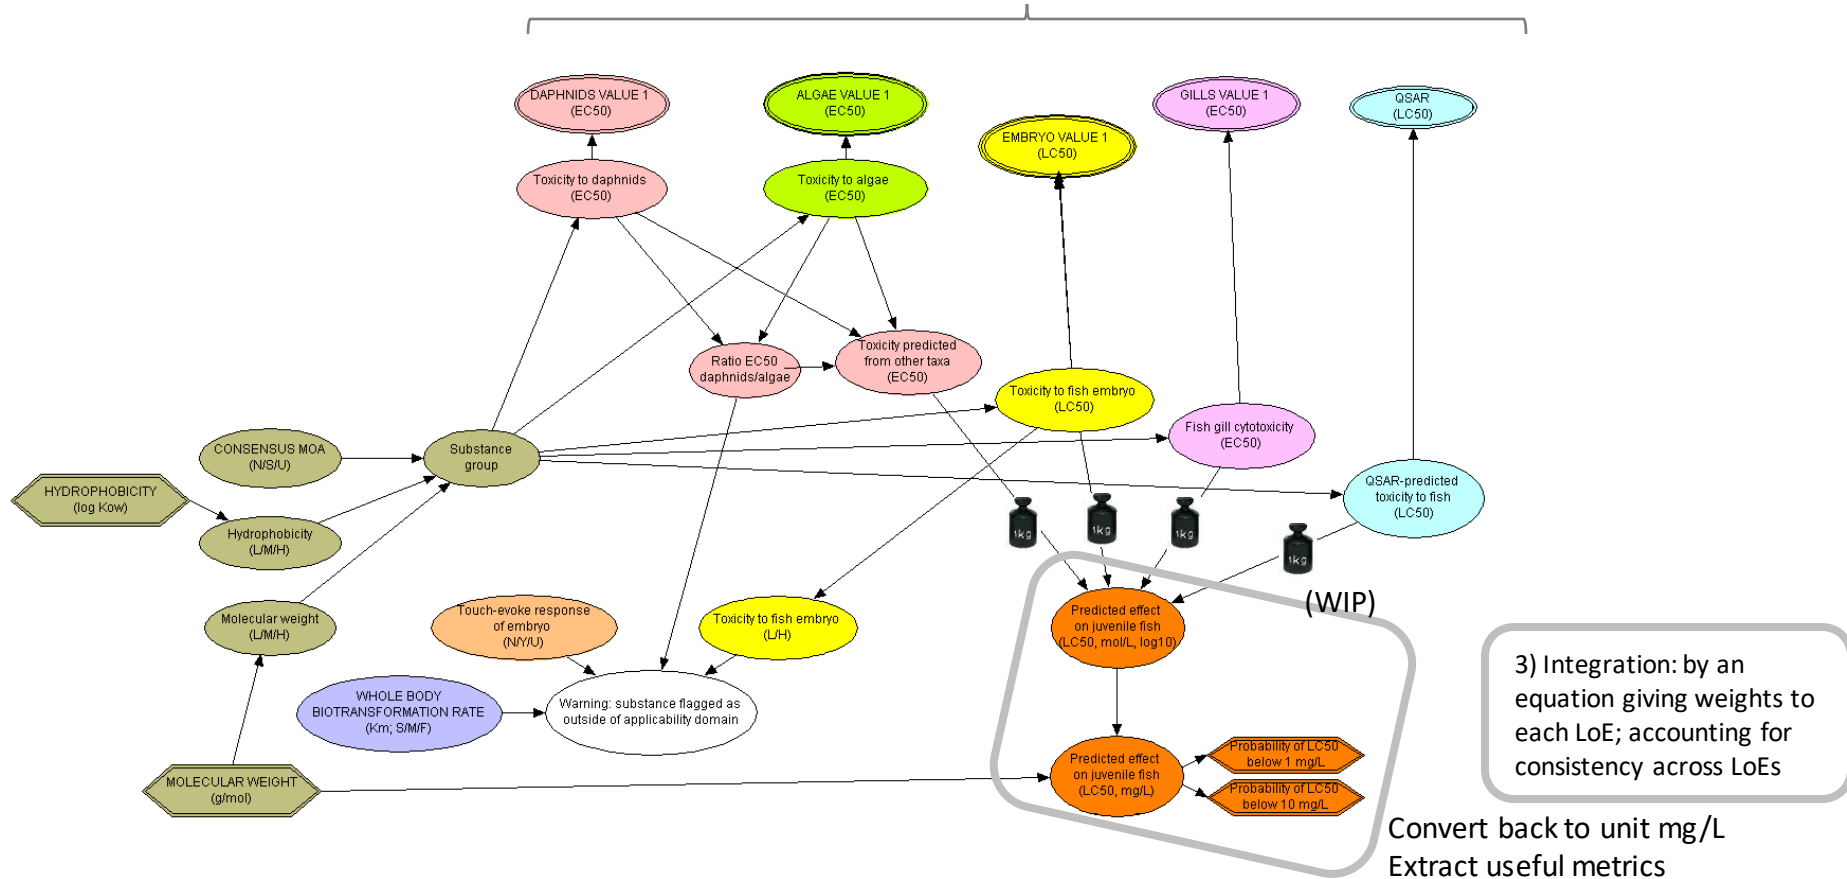 DAPHNIDS VALUE 1
(EC50)
ALGAE VALUE 1
(EC50)
GILLS VALUE 1
(EC50)
QSAR
(LC50)
EMBRYO VALUE 1
(LC50)
Toxicity to daphnids
(EC50)
Toxicity to algae
(EC50)
Ratio EC50
daphnids/algae
Toxicity predicted
from other taxa
(EC50)
Toxicity to fish embryo
(LC50)
Fish gill cytotoxicity
(EC50)
CONSENSUS MOA
(N/S/U)
Substance
group
HYDROPHOBICITY
(log Kow)
Hydrophobicity
(L/M/H)
QSAR-predicted
toxicity to fish
(LC50)
1kg
1kg
1kg
1kg
Molecular weight
(L/M/H)
Touch-evoke response
of embryo
(N/Y/U)
Toxicity to fish embryo
(L/H)
Predicted effect
on juvenile fish
(LC50, mol/L, log10)
(WIP)
WHOLE BODY
BIOTRANSFORMATION RATE
(Km; S/M/F)
Warning: substance flagged as
outside of applicability domain
3) Integration: by an
equation giving weights to
each LoE; accounting for
consistency across LoEs
MOLECULAR WEIGHT
(g/mol)
Predicted effect
on juvenile fish
(LC50, mg/L)
Probability of LC50
below 1 mg/L
Probability of LC50
below 10 mg/L
Convert back to unit mg/L
Extract useful metrics